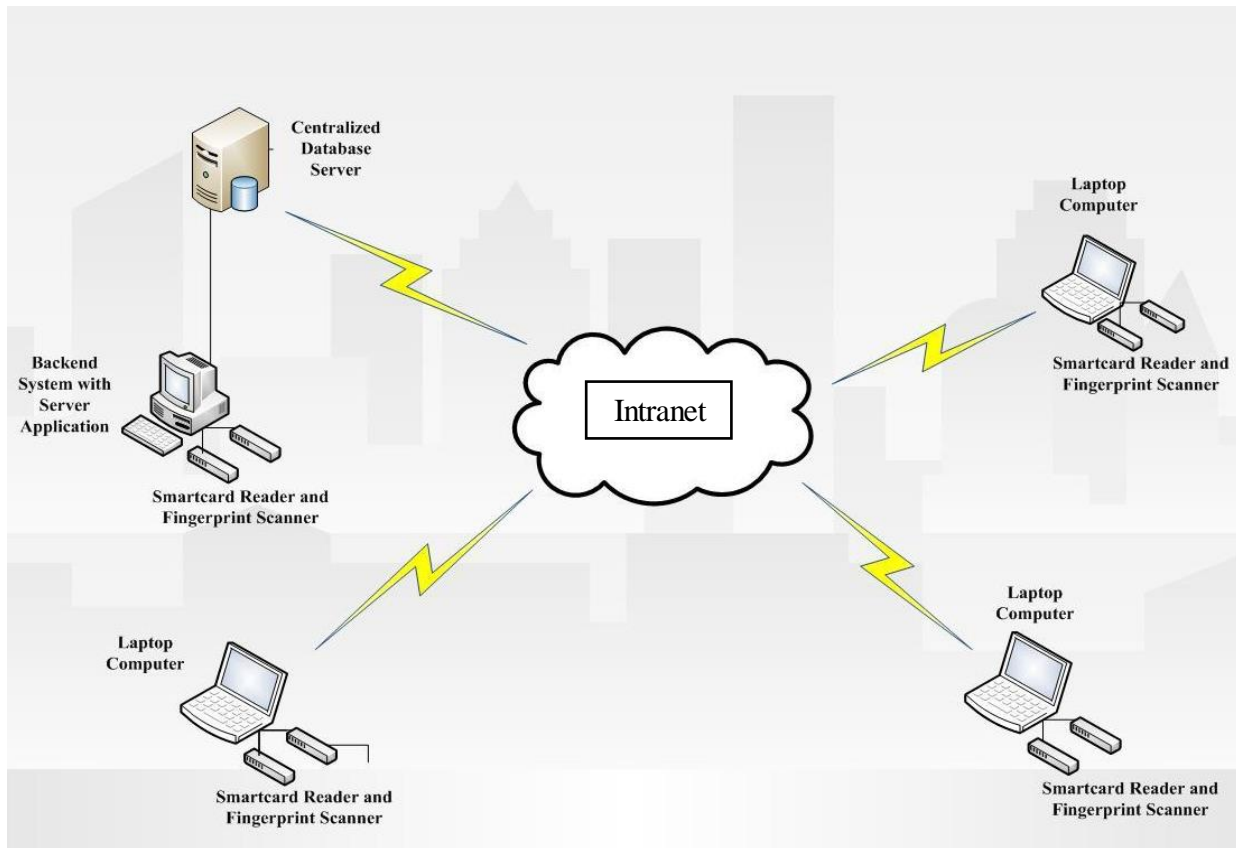 Centralized
Database
Server
Laptop
Computer
Backend
System with
Server
Application
Smartcard Reader and
Fingerprint Scanner
Intranet
Smartcard Reader and
Fingerprint Scanner
Laptop
Computer
Laptop
Computer
Smartcard Reader and
Fingerprint Scanner
Smartcard Reader and
Fingerprint Scanner